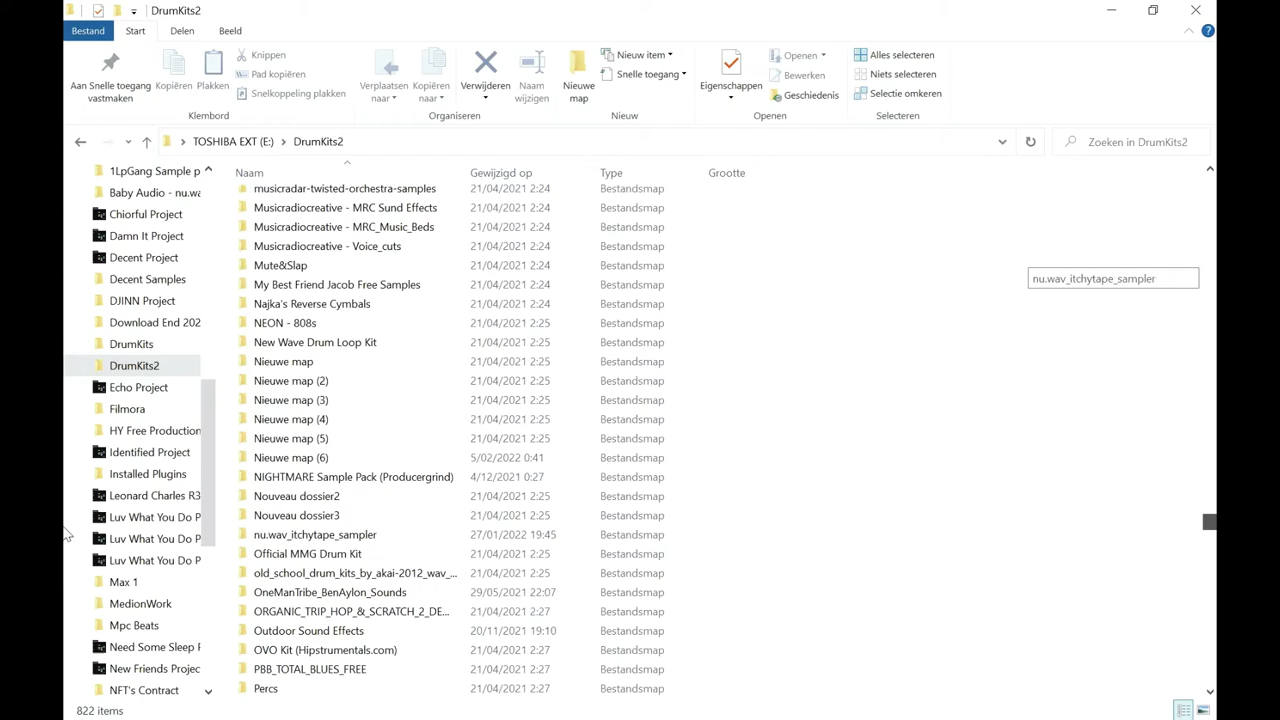 DrumKits2
Bestand Start Delen Beeld
Aan Snelle toegang vastmaken
Kopiëren
Plakken
Knippen
Pad kopiëren
Snelkoppeling plakken
Klembord
Verplaatsen naar
Kopiëren naar
Verwijderen
Naam wijzigen
Organiseren
Nieuwe map
Nieuw item
Snelle toegang
Nieuw
Eigenschappen
Openen
Bewerken
Geschiedenis
Openen
Alles selecteren
Niets selecteren
Selectie omkeren
Selecteren
TOSHIBA EXT (E:) DrumKits2
Zoeken in DrumKits2
1LpGang Sample p
Baby Audio - nu.wa
Chiorful Project
Damn It Project
Decent Project
Decent Samples
DJINN Project
Download End 202
DrumKits
DrumKits2
Echo Project
Filmora
HY Free Production
Identified Project
Installed Plugins
Leonard Charles R3
Luv What You Do P
Luv What You Do P
Luv What You Do P
Max 1
MedionWork
Mpc Beats
Need Some Sleep P
New Friends Projec
NFT's Contract
Naam Gewijzigd op Type Grootte
musicradar-twisted-orchestra-samples 21/04/2021 2:24 Bestandsmap
Musicradiocreative - MRC Sund Effects 21/04/2021 2:24 Bestandsmap
Musicradiocreative - MRC_Music_Beds 21/04/2021 2:24 Bestandsmap
Musicradiocreative - Voice_cuts 21/04/2021 2:24 Bestandsmap
Mute&Slap 21/04/2021 2:24 Bestandsmap
My Best Friend Jacob Free Samples 21/04/2021 2:24 Bestandsmap
Najka's Reverse Cymbals 21/04/2021 2:24 Bestandsmap
NEON - 808s 21/04/2021 2:25 Bestandsmap
New Wave Drum Loop Kit 21/04/2021 2:25 Bestandsmap
Nieuwe map 21/04/2021 2:25 Bestandsmap
Nieuwe map (2) 21/04/2021 2:25 Bestandsmap
Nieuwe map (3) 21/04/2021 2:25 Bestandsmap
Nieuwe map (4) 21/04/2021 2:25 Bestandsmap
Nieuwe map (5) 21/04/2021 2:25 Bestandsmap
Nieuwe map (6) 5/02/2022 0:41 Bestandsmap
NIGHTMARE Sample Pack (Producergrind) 4/12/2021 0:27 Bestandsmap
Nouveau dossier2 21/04/2021 2:25 Bestandsmap
Nouveau dossier3 21/04/2021 2:25 Bestandsmap
nu.wav_itchytape_sampler 27/01/2022 19:45 Bestandsmap
Official MMG Drum Kit 21/04/2021 2:25 Bestandsmap
old_school_drum_kits_by_akai-2012_wav_... 21/04/2021 2:25 Bestandsmap
OneManTribe_BenAylon_Sounds 29/05/2021 22:07 Bestandsmap
ORGANIC_TRIP_HOP_&_SCRATCH_2_DE... 21/04/2021 2:27 Bestandsmap
Outdoor Sound Effects 20/11/2021 19:10 Bestandsmap
OVO Kit (Hipstrumentals.com) 21/04/2021 2:27 Bestandsmap
PBB_TOTAL_BLUES_FREE 21/04/2021 2:27 Bestandsmap
Percs 21/04/2021 2:27 Bestandsmap
nu.wav_itchytape_sampler
822 items